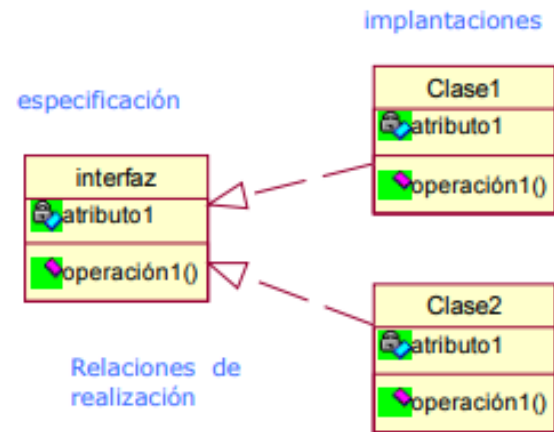 implantaciones
especificación
interfaz
atributo1
operación1()
Clase1
atributo1
operación1()
Clase2
atributo1
operación1()
Relaciones de
realización